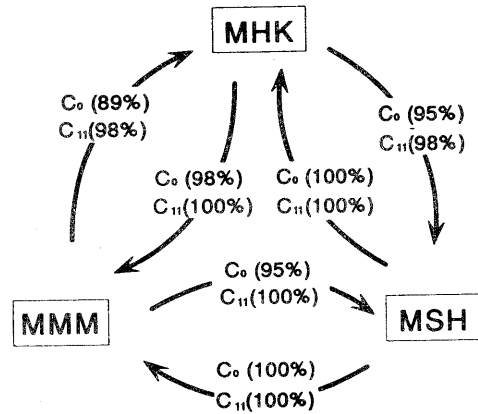 MHK
C₀ (89%)
C₁₁(98%)
C₀ (95%)
C₁₁(98%)
C₀ (98%)
C₁₁(100%)
C₀ (100%)
C₁₁(100%)
C₀ (95%)
C₁₁(100%)
MMM
MSH
C₀ (100%)
C₁₁(100%)